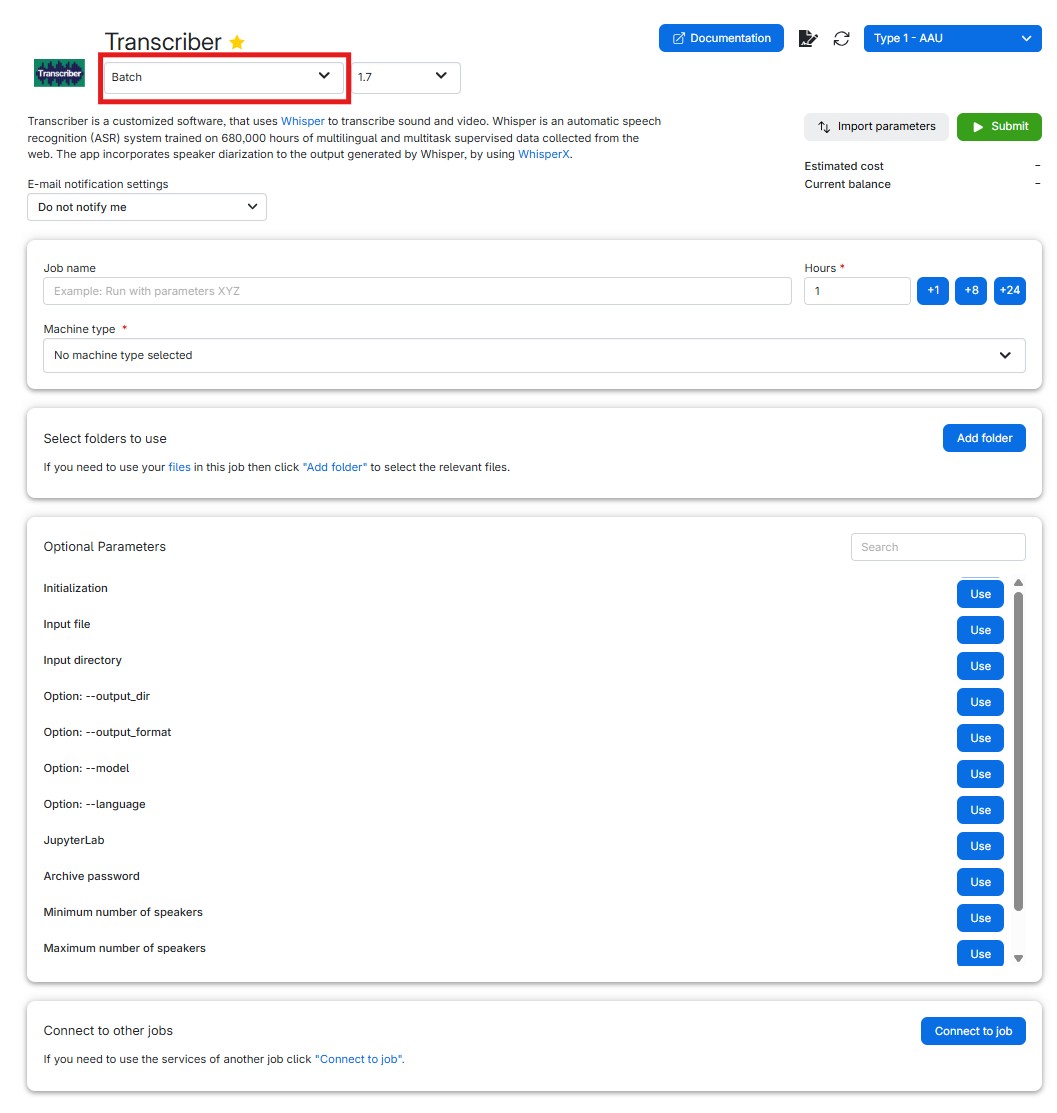 Transcriber
Documentation
Type 1 - AAU
Transcriber
Batch
1.7
Transcriber is a customized software, that uses Whisper to transcribe sound and video. Whisper is an automatic speech
recognition (ASR) system trained on 680,000 hours of multilingual and multitask supervised data collected from the
web. The app incorporates speaker diarization to the output generated by Whisper, by using WhisperX.
Import parameters
Submit
Estimated cost –
Current balance –
E-mail notification settings
Do not notify me
Job name
Hours *
Example: Run with parameters XYZ
1
+1
+8
+24
Machine type *
No machine type selected
Select folders to use
Add folder
If you need to use your files in this job then click "Add folder" to select the relevant files.
Optional Parameters
Search
Initialization
Use
Input file
Use
Input directory
Use
Option: --output_dir
Use
Option: --output_format
Use
Option: --model
Use
Option: --language
Use
JupyterLab
Use
Archive password
Use
Minimum number of speakers
Use
Maximum number of speakers
Use
Connect to other jobs
Connect to job
If you need to use the services of another job click "Connect to job".